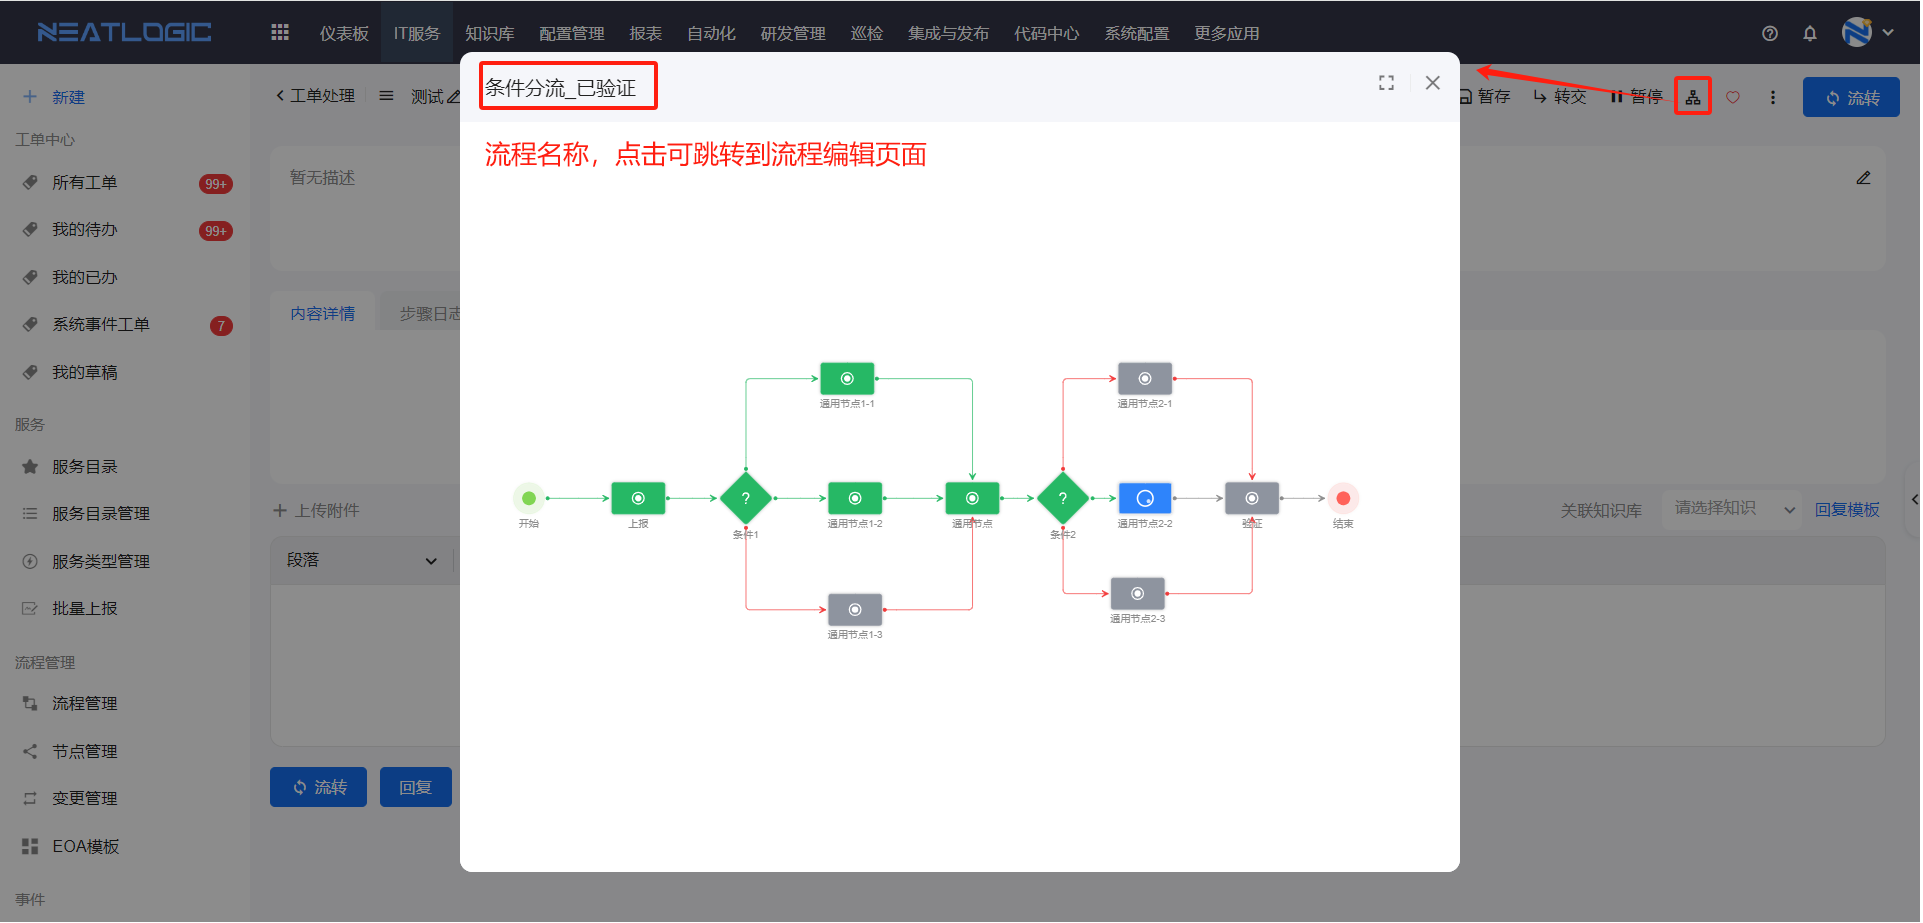 NEATLOGIC
仪表板 IT服务 知识库 配置管理 报表 自动化 研发管理 巡检 集成与发布 代码中心 系统配置 更多应用
新建
工单中心
所有工单 99+
我的待办 99+
我的已办
系统事件工单 7
我的草稿
服务
服务目录
服务目录管理
服务类型管理
批量上报
流程管理
流程管理
节点管理
变更管理
EOA模板
事件
工单处理 测试
暂存 转交 暂停 流转
暂无描述
内容详情 步骤日志
上传附件
关联知识库 请选择知识 回复模板
段落
流转 回复
条件分流_已验证
流程名称，点击可跳转到流程编辑页面
通用节点1-1
通用节点2-1
?
?
开始
上报
条件1
通用节点1-2
通用节点
条件2
通用节点2-2
验证
结束
通用节点1-3
通用节点2-3